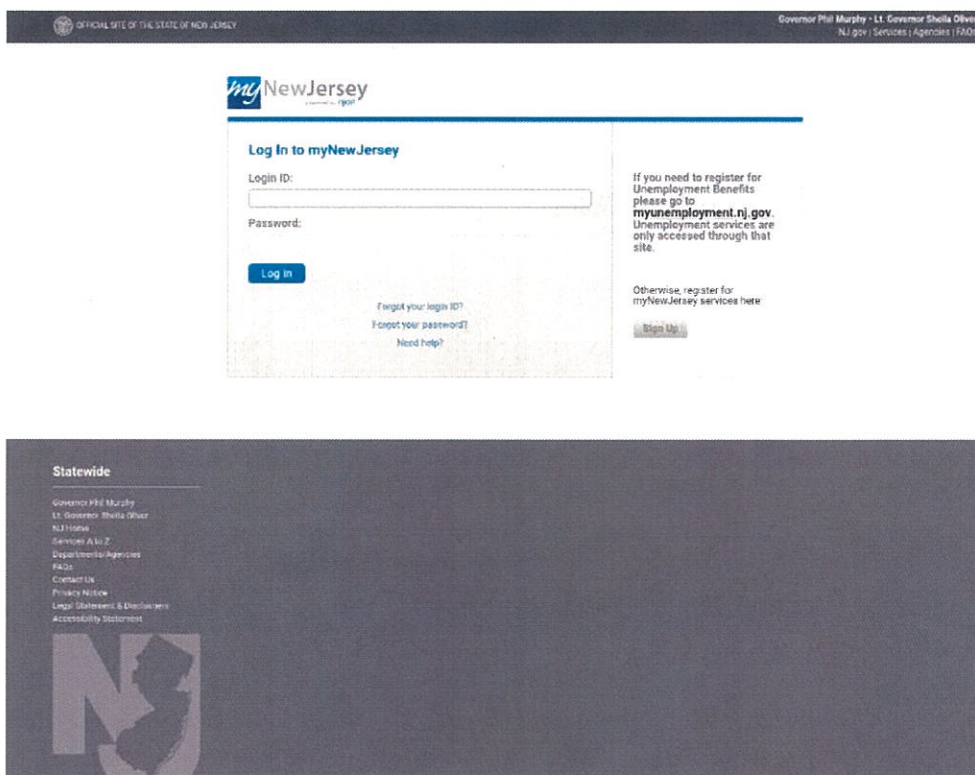 OFFICIAL SITE OF THE STATE OF NEW JERSEY
Governor Phil Murphy • Lt. Governor Sheila Oliver
NJ.gov | Services | Agencies | FAQs
my NewJersey
Log In to myNewJersey
Login ID:
Password:
Log In
Forgot your login ID?
Forgot your password?
Need help?
If you need to register for
Unemployment Benefits
please go to
myunemployment.nj.gov.
Unemployment services are
only accessed through that
site.
Otherwise, register for
myNewJersey services here
Sign Up
Statewide
Governor Phil Murphy
Lt. Governor Sheila Oliver
NJ Home
Services A to Z
Departments/Agencies
FAQs
Contact Us
Privacy Notice
Legal Statement & Disclaimers
Accessibility Statement
NJ